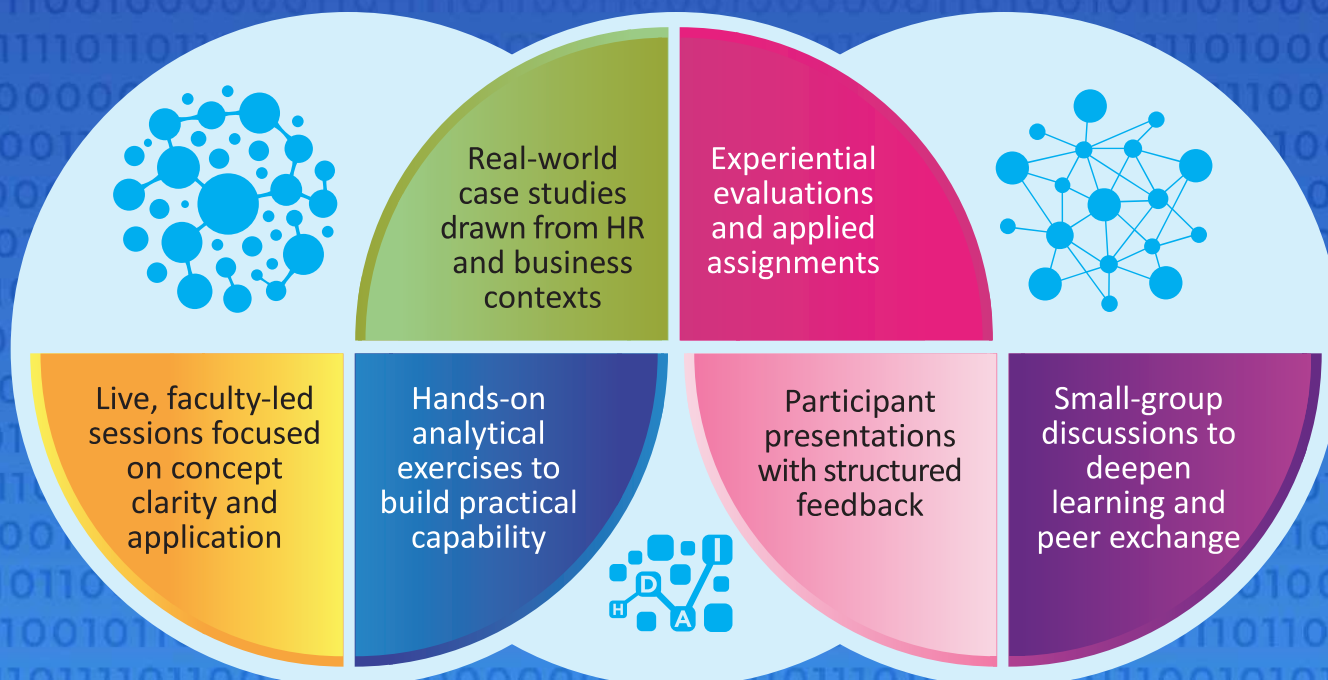 Real-world
case studies
drawn from HR
and business
contexts
Experiential
evaluations
and applied
assignments
Live, faculty-led
sessions focused
on concept
clarity and
application
Hands-on
analytical
exercises to
build practical
capability
Participant
presentations
with structured
feedback
Small-group
discussions to
deepen
learning and
peer exchange
H D A I